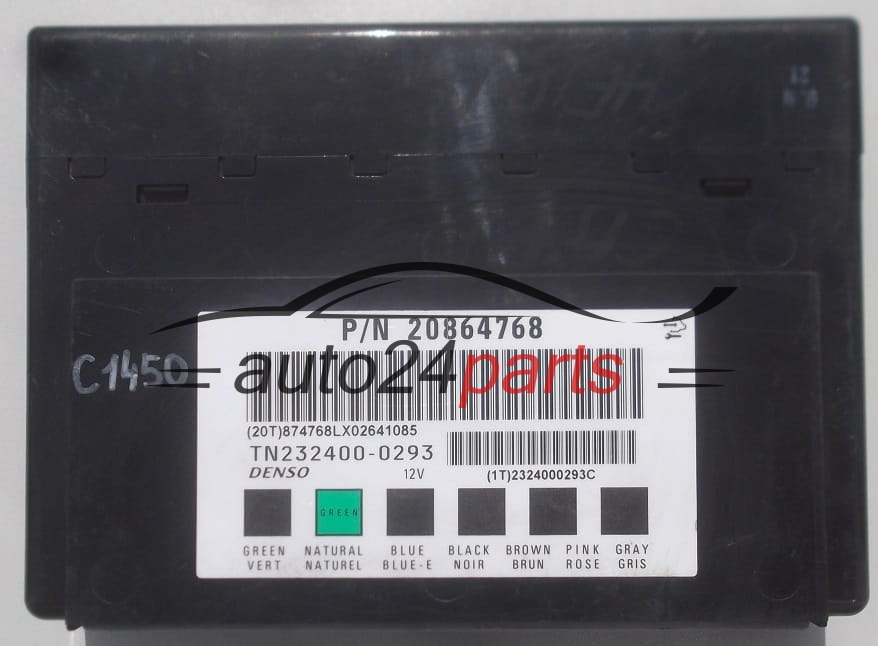 P/N 20864768
C1450
auto24parts
(20T)874768LX02641085
TN232400-0293
DENSO 12V (1T)2324000293C
GREEN
GREEN NATURAL BLUE BLACK BROWN PINK GRAY
VERT NATUREL BLUE-E NOIR BRUN ROSE GRIS